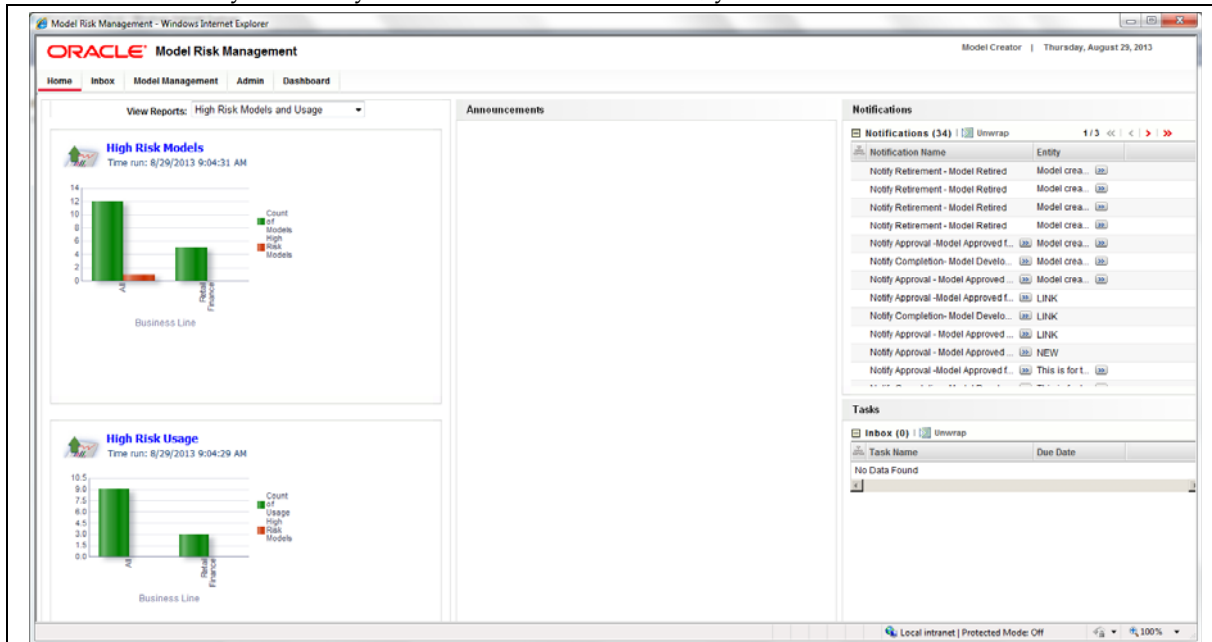 Model Risk Management - Windows Internet Explorer
ORACLE Model Risk Management
Model Creator | Thursday, August 29, 2013
Home Inbox Model Management Admin Dashboard
View Reports: High Risk Models and Usage
High Risk Models
Time run: 8/29/2013 9:04:31 AM
14
12
10
8
6
4
2
0
All
Retail
Finance
Business Line
Count
of
Models
High
Risk
Models
High Risk Usage
Time run: 8/29/2013 9:04:29 AM
10.5
9.0
7.5
6.0
4.5
3.0
1.5
0.0
All
Retail
Finance
Business Line
Count
of
Usage
High
Risk
Models
Announcements
Notifications
Notifications (34) | Unwrap 1/3
Notification Name Entity
Notify Retirement - Model Retired Model crea...
Notify Retirement - Model Retired Model crea...
Notify Retirement - Model Retired Model crea...
Notify Retirement - Model Retired Model crea...
Notify Approval -Model Approved f... Model crea...
Notify Completion- Model Develo... Model crea...
Notify Approval - Model Approved ... Model crea...
Notify Approval -Model Approved f... LINK
Notify Completion- Model Develo... LINK
Notify Approval - Model Approved ... LINK
Notify Approval - Model Approved ... NEW
Notify Approval -Model Approved f... This is for t...
Tasks
Inbox (0) | Unwrap
Task Name Due Date
No Data Found
Local intranet | Protected Mode: Off 100%